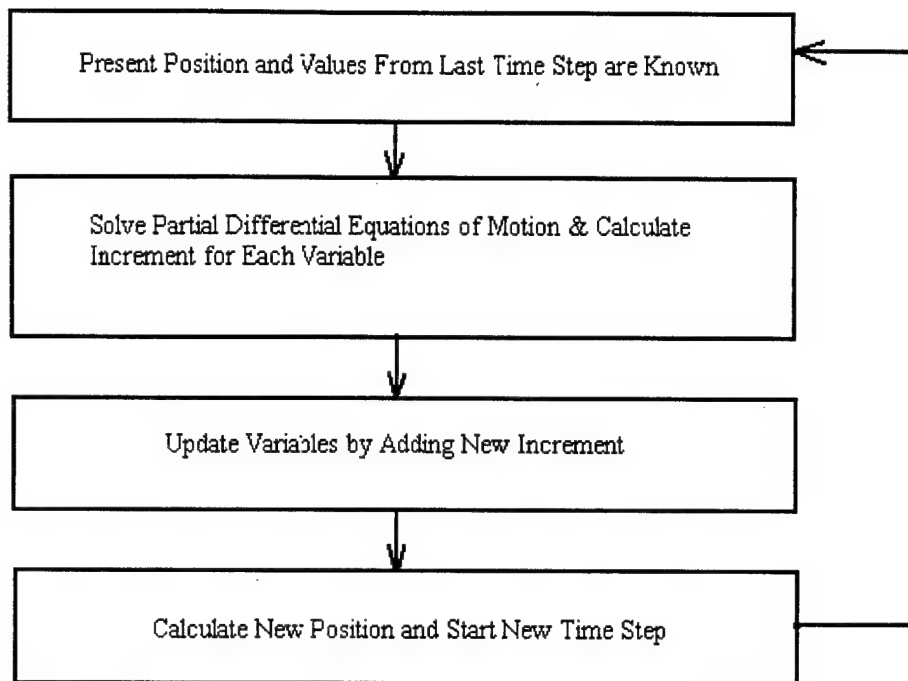 Present Position and Values From Last Time Step are Known
Solve Partial Differential Equations of Motion & Calculate
Increment for Each Variable
Update Variables by Adding New Increment
Calculate New Position and Start New Time Step